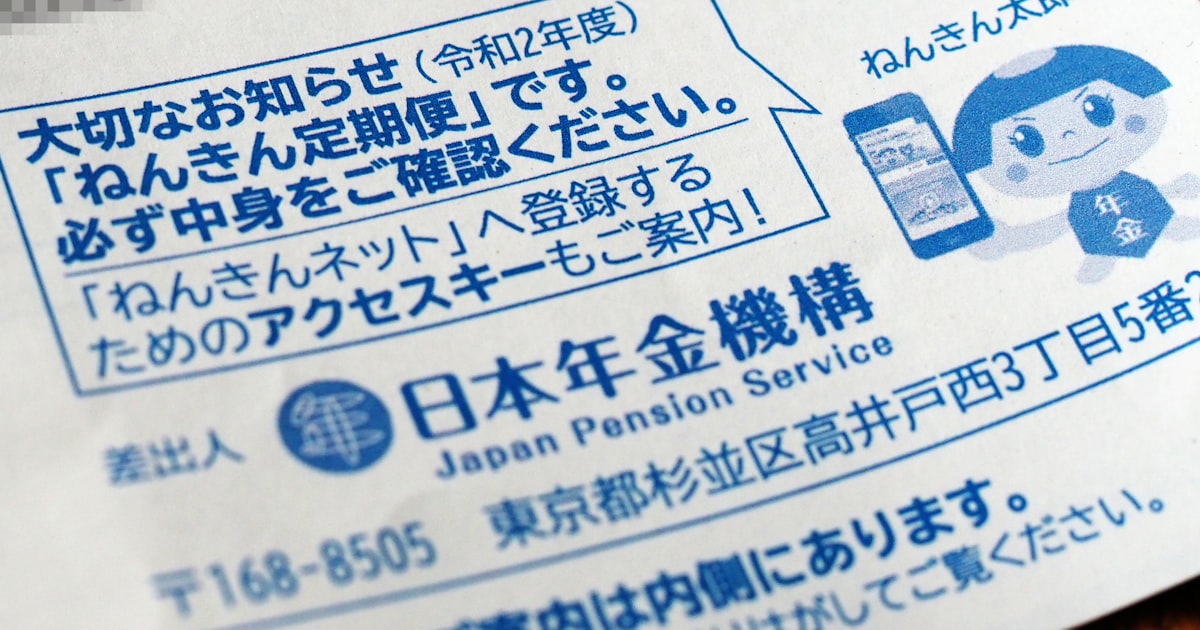 大切なお知らせ(令和2年度)
「ねんきん定期便」です。
必ず中身をご確認ください。
「ねんきんネット」へ登録する
ためのアクセスキーもご案内!
ねんきん太郎
年金
差出人
年
日本年金機構
Japan Pension Service
〒168-8505 東京都杉並区高井戸西3丁目5番
ご案内は内側にあります。
はがしてご覧ください。